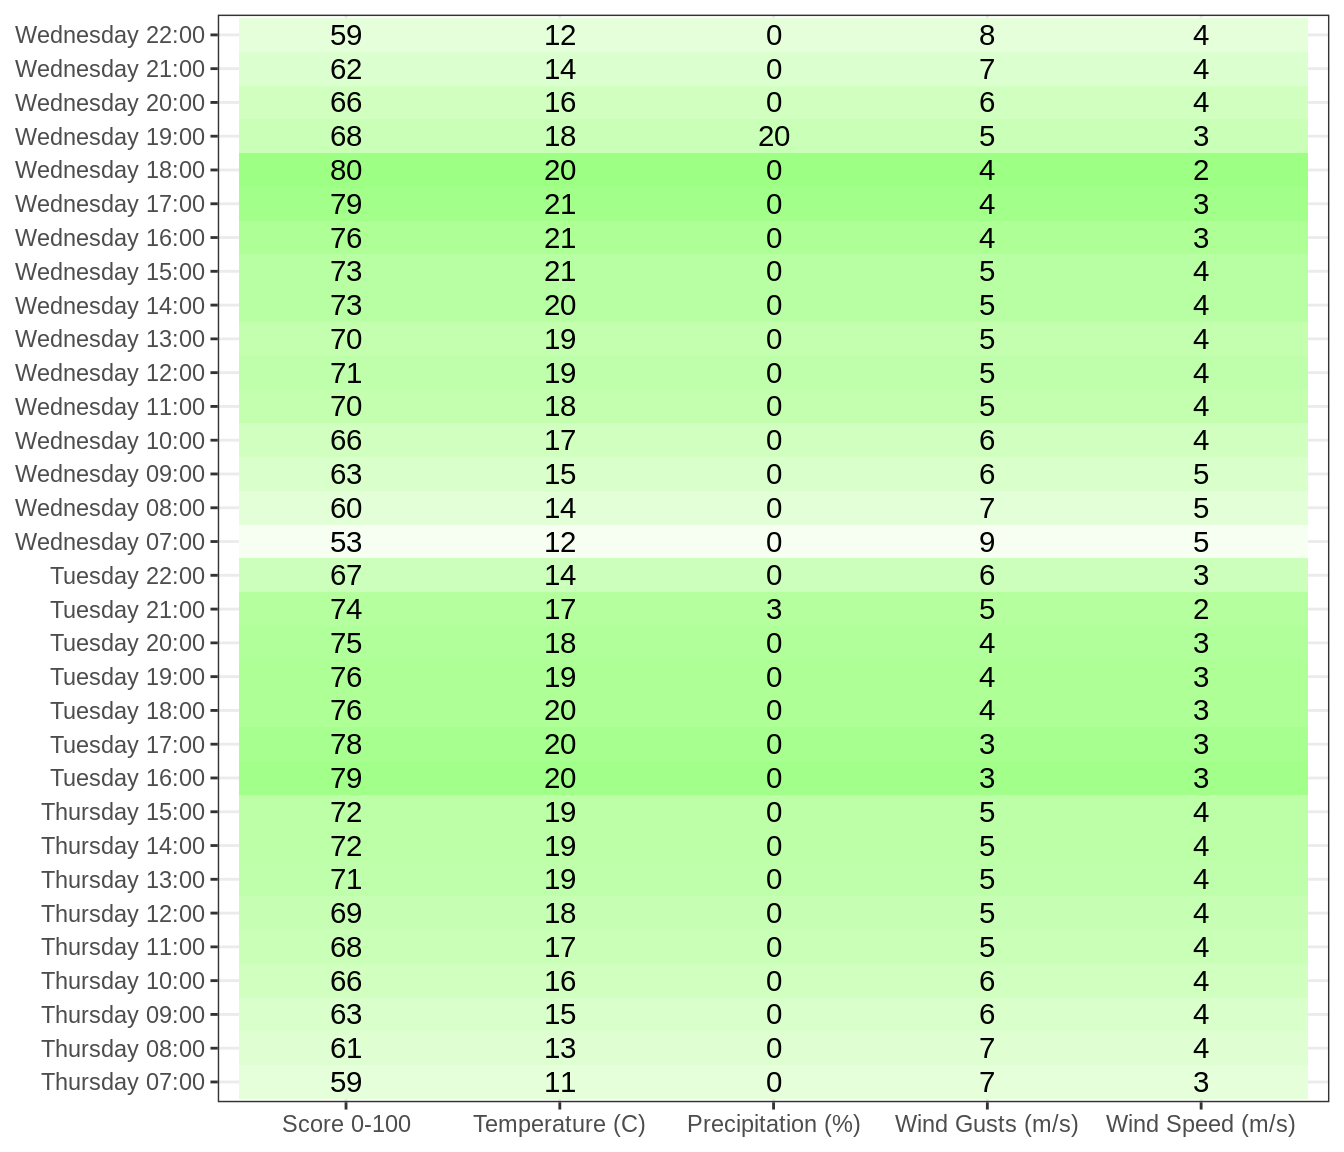 Wednesday 22:00 59 12 0 8 4
Wednesday 21:00 62 14 0 7 4
Wednesday 20:00 66 16 0 6 4
Wednesday 19:00 68 18 20 5 3
Wednesday 18:00 80 20 0 4 2
Wednesday 17:00 79 21 0 4 3
Wednesday 16:00 76 21 0 4 3
Wednesday 15:00 73 21 0 5 4
Wednesday 14:00 73 20 0 5 4
Wednesday 13:00 70 19 0 5 4
Wednesday 12:00 71 19 0 5 4
Wednesday 11:00 70 18 0 5 4
Wednesday 10:00 66 17 0 6 4
Wednesday 09:00 63 15 0 6 5
Wednesday 08:00 60 14 0 7 5
Wednesday 07:00 53 12 0 9 5
Tuesday 22:00 67 14 0 6 3
Tuesday 21:00 74 17 3 5 2
Tuesday 20:00 75 18 0 4 3
Tuesday 19:00 76 19 0 4 3
Tuesday 18:00 76 20 0 4 3
Tuesday 17:00 78 20 0 3 3
Tuesday 16:00 79 20 0 3 3
Thursday 15:00 72 19 0 5 4
Thursday 14:00 72 19 0 5 4
Thursday 13:00 71 19 0 5 4
Thursday 12:00 69 18 0 5 4
Thursday 11:00 68 17 0 5 4
Thursday 10:00 66 16 0 6 4
Thursday 09:00 63 15 0 6 4
Thursday 08:00 61 13 0 7 4
Thursday 07:00 59 11 0 7 3
Score 0-100 Temperature (C) Precipitation (%) Wind Gusts (m/s) Wind Speed (m/s)